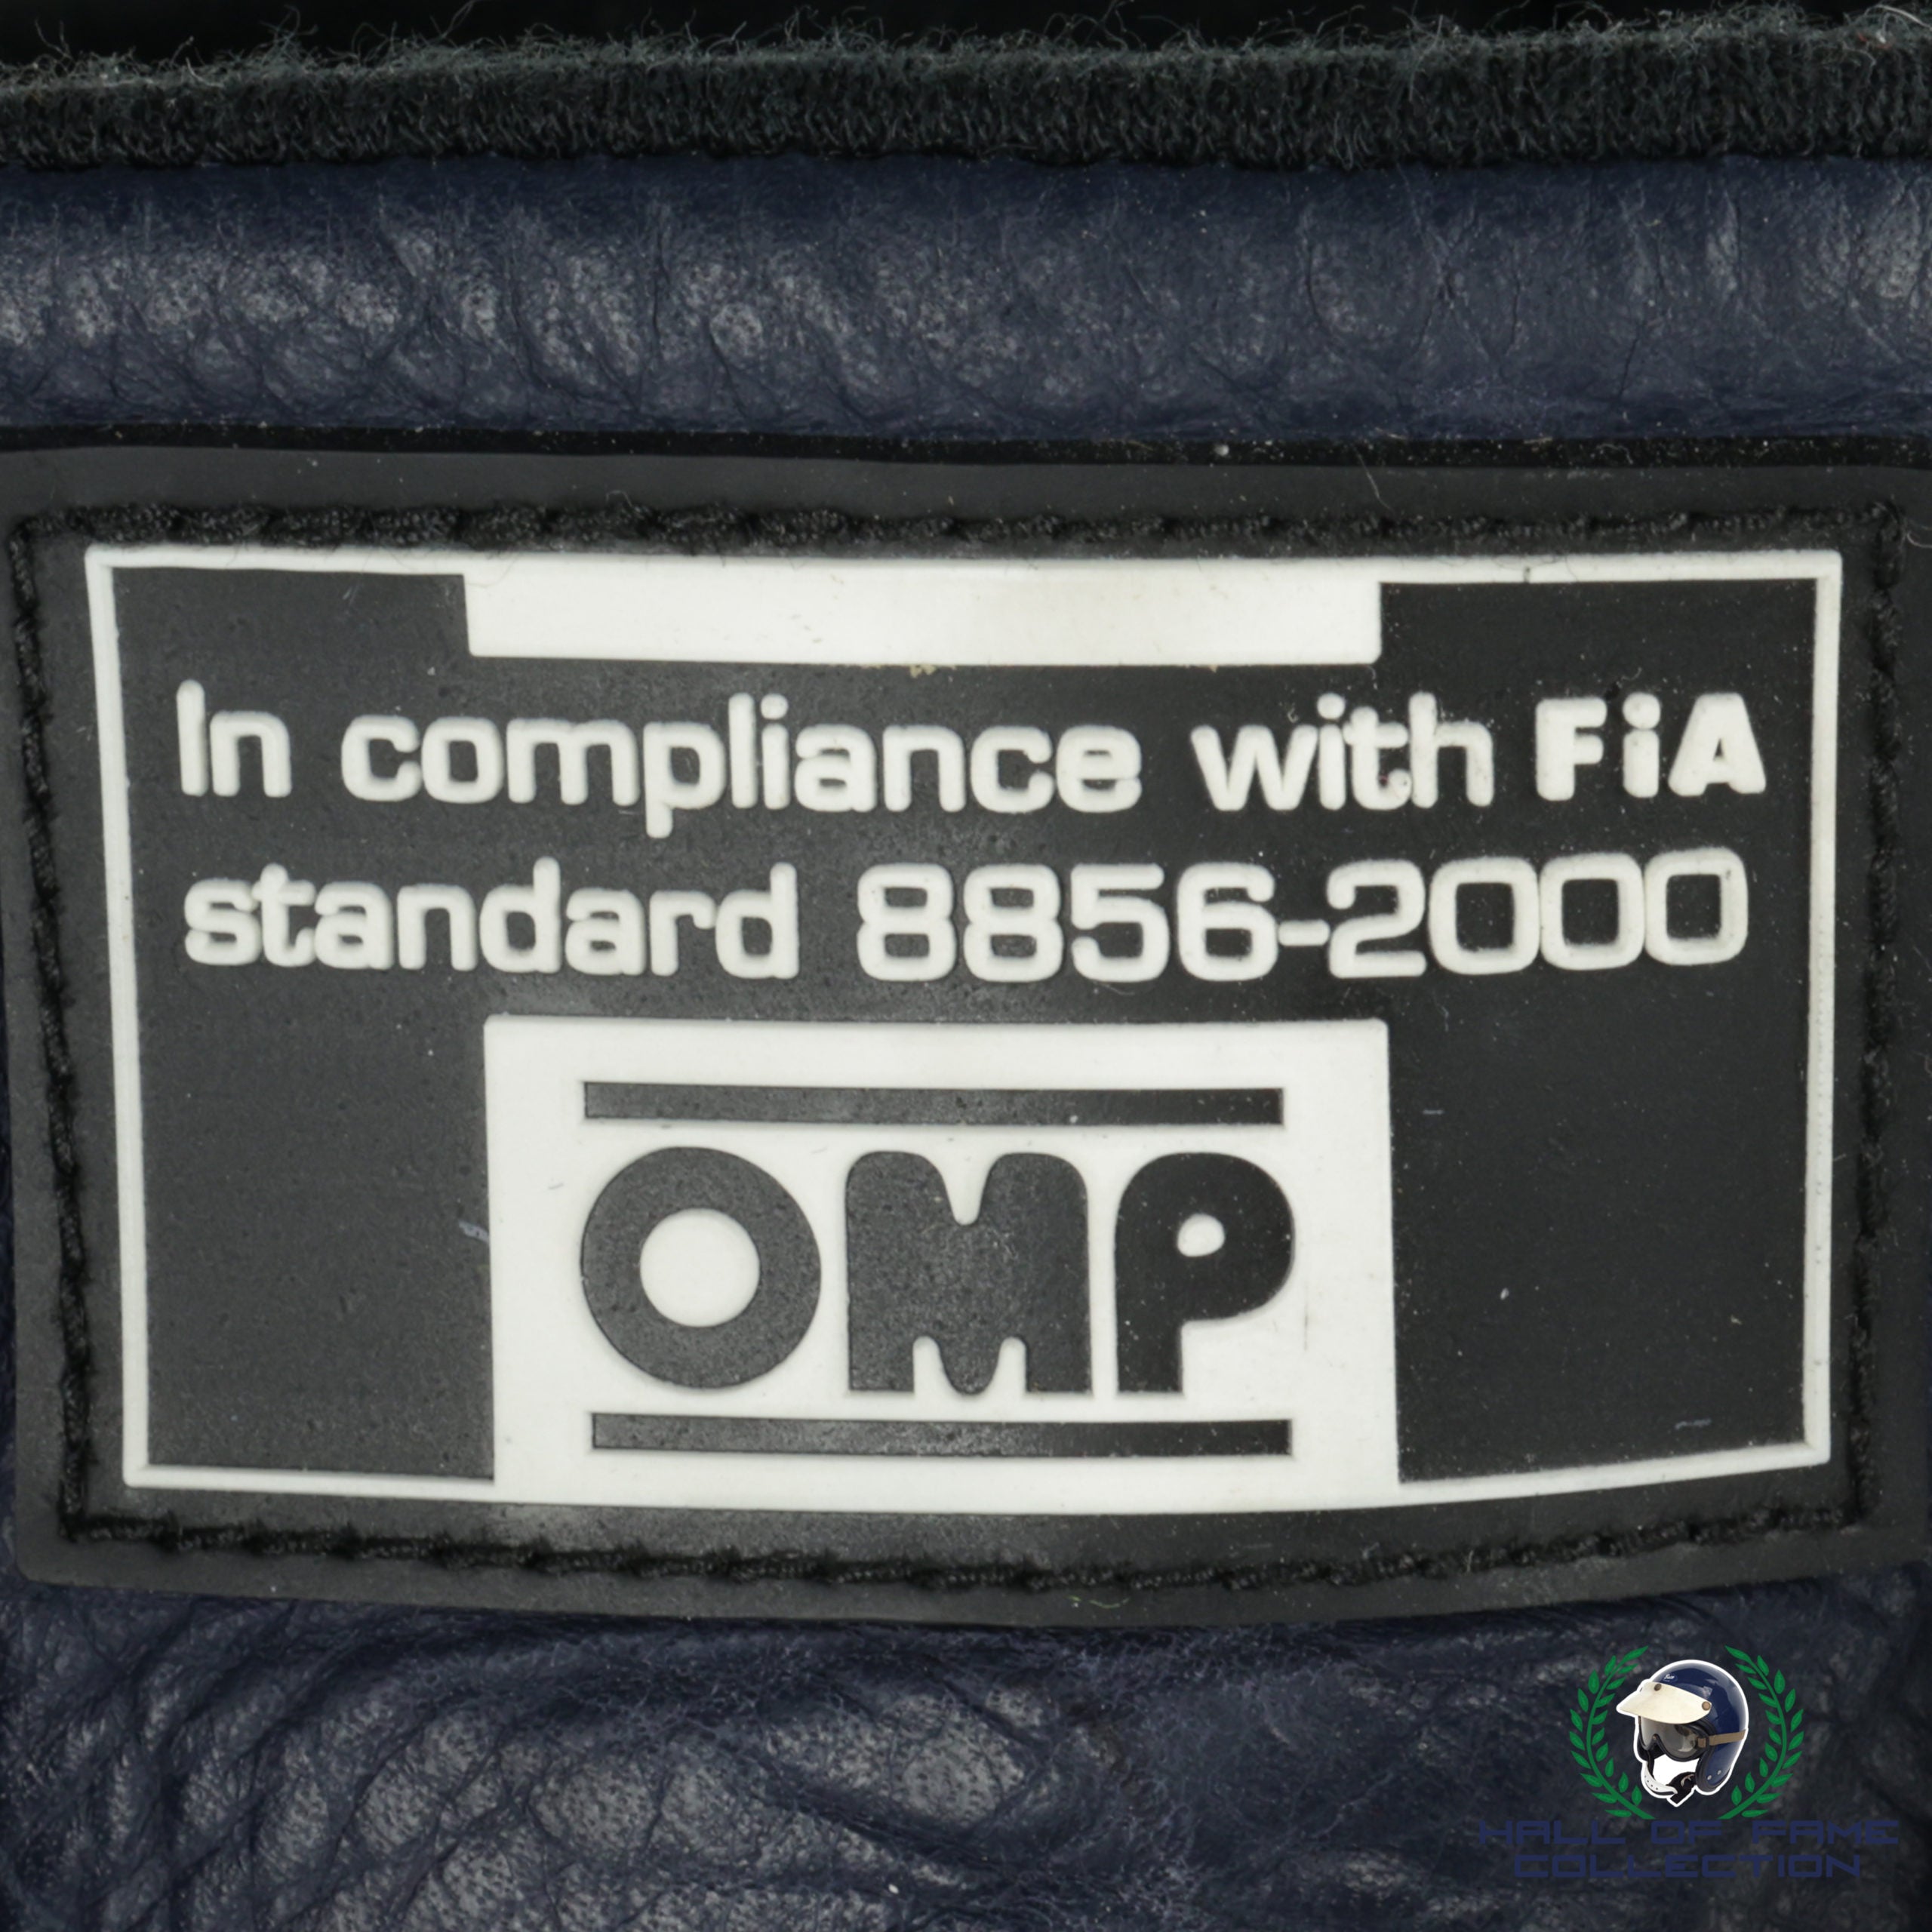 In compliance with FiA
standard 8856-2000
OMP
HALL OF FAME
COLLECTION